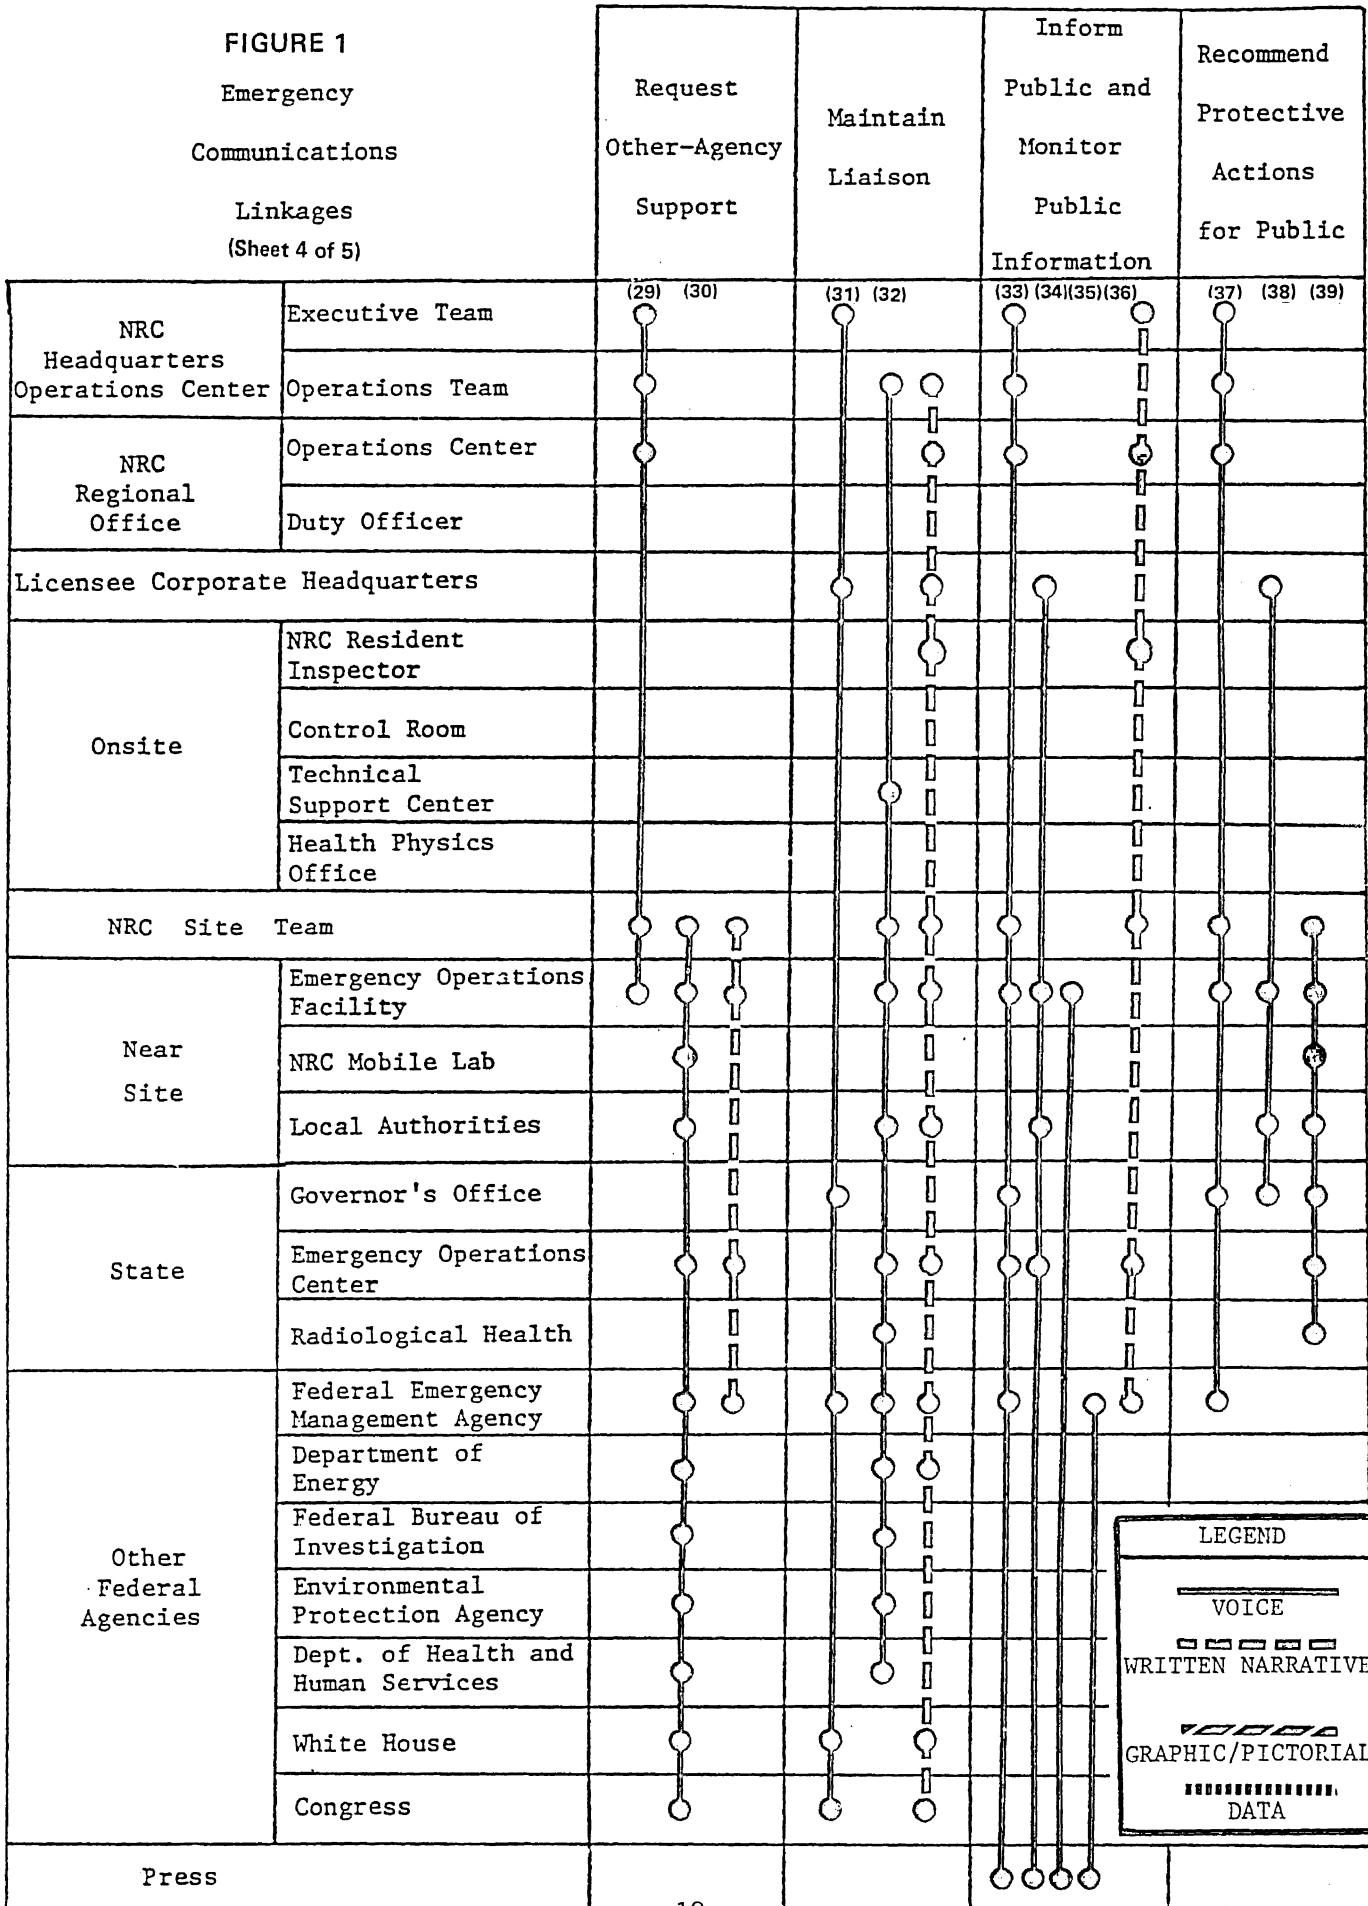 FIGURE 1
Emergency
Communications
Linkages
(Sheet 4 of 5)
Request
Other-Agency
Support
Maintain
Liaison
Inform
Public and
Monitor
Public
Information
Recommend
Protective
Actions
for Public
(29) (30)
(31) (32)
(33) (34)(35)(36)
(37) (38) (39)
NRC
Headquarters
Operations Center
Executive Team
Operations Team
NRC
Regional
Office
Operations Center
Duty Officer
Licensee Corporate Headquarters
Onsite
NRC Resident
Inspector
Control Room
Technical
Support Center
Health Physics
Office
NRC Site Team
Near
Site
Emergency Operations
Facility
NRC Mobile Lab
Local Authorities
State
Governor's Office
Emergency Operations
Center
Radiological Health
Other
Federal
Agencies
Federal Emergency
Management Agency
Department of
Energy
Federal Bureau of
Investigation
Environmental
Protection Agency
Dept. of Health and
Human Services
White House
Congress
Press
LEGEND
VOICE
WRITTEN NARRATIVE
GRAPHIC/PICTORIAL
DATA